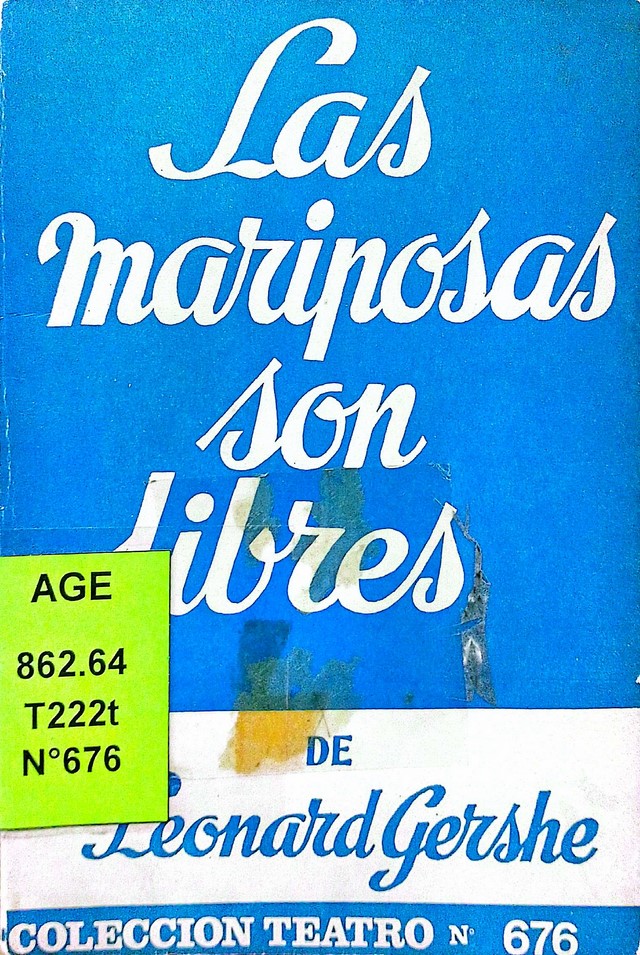 Las
mariposas
son
libres
AGE
862.64
T222t
N°676
DE
Leonard Gershe
COLECCION TEATRO Nº 676